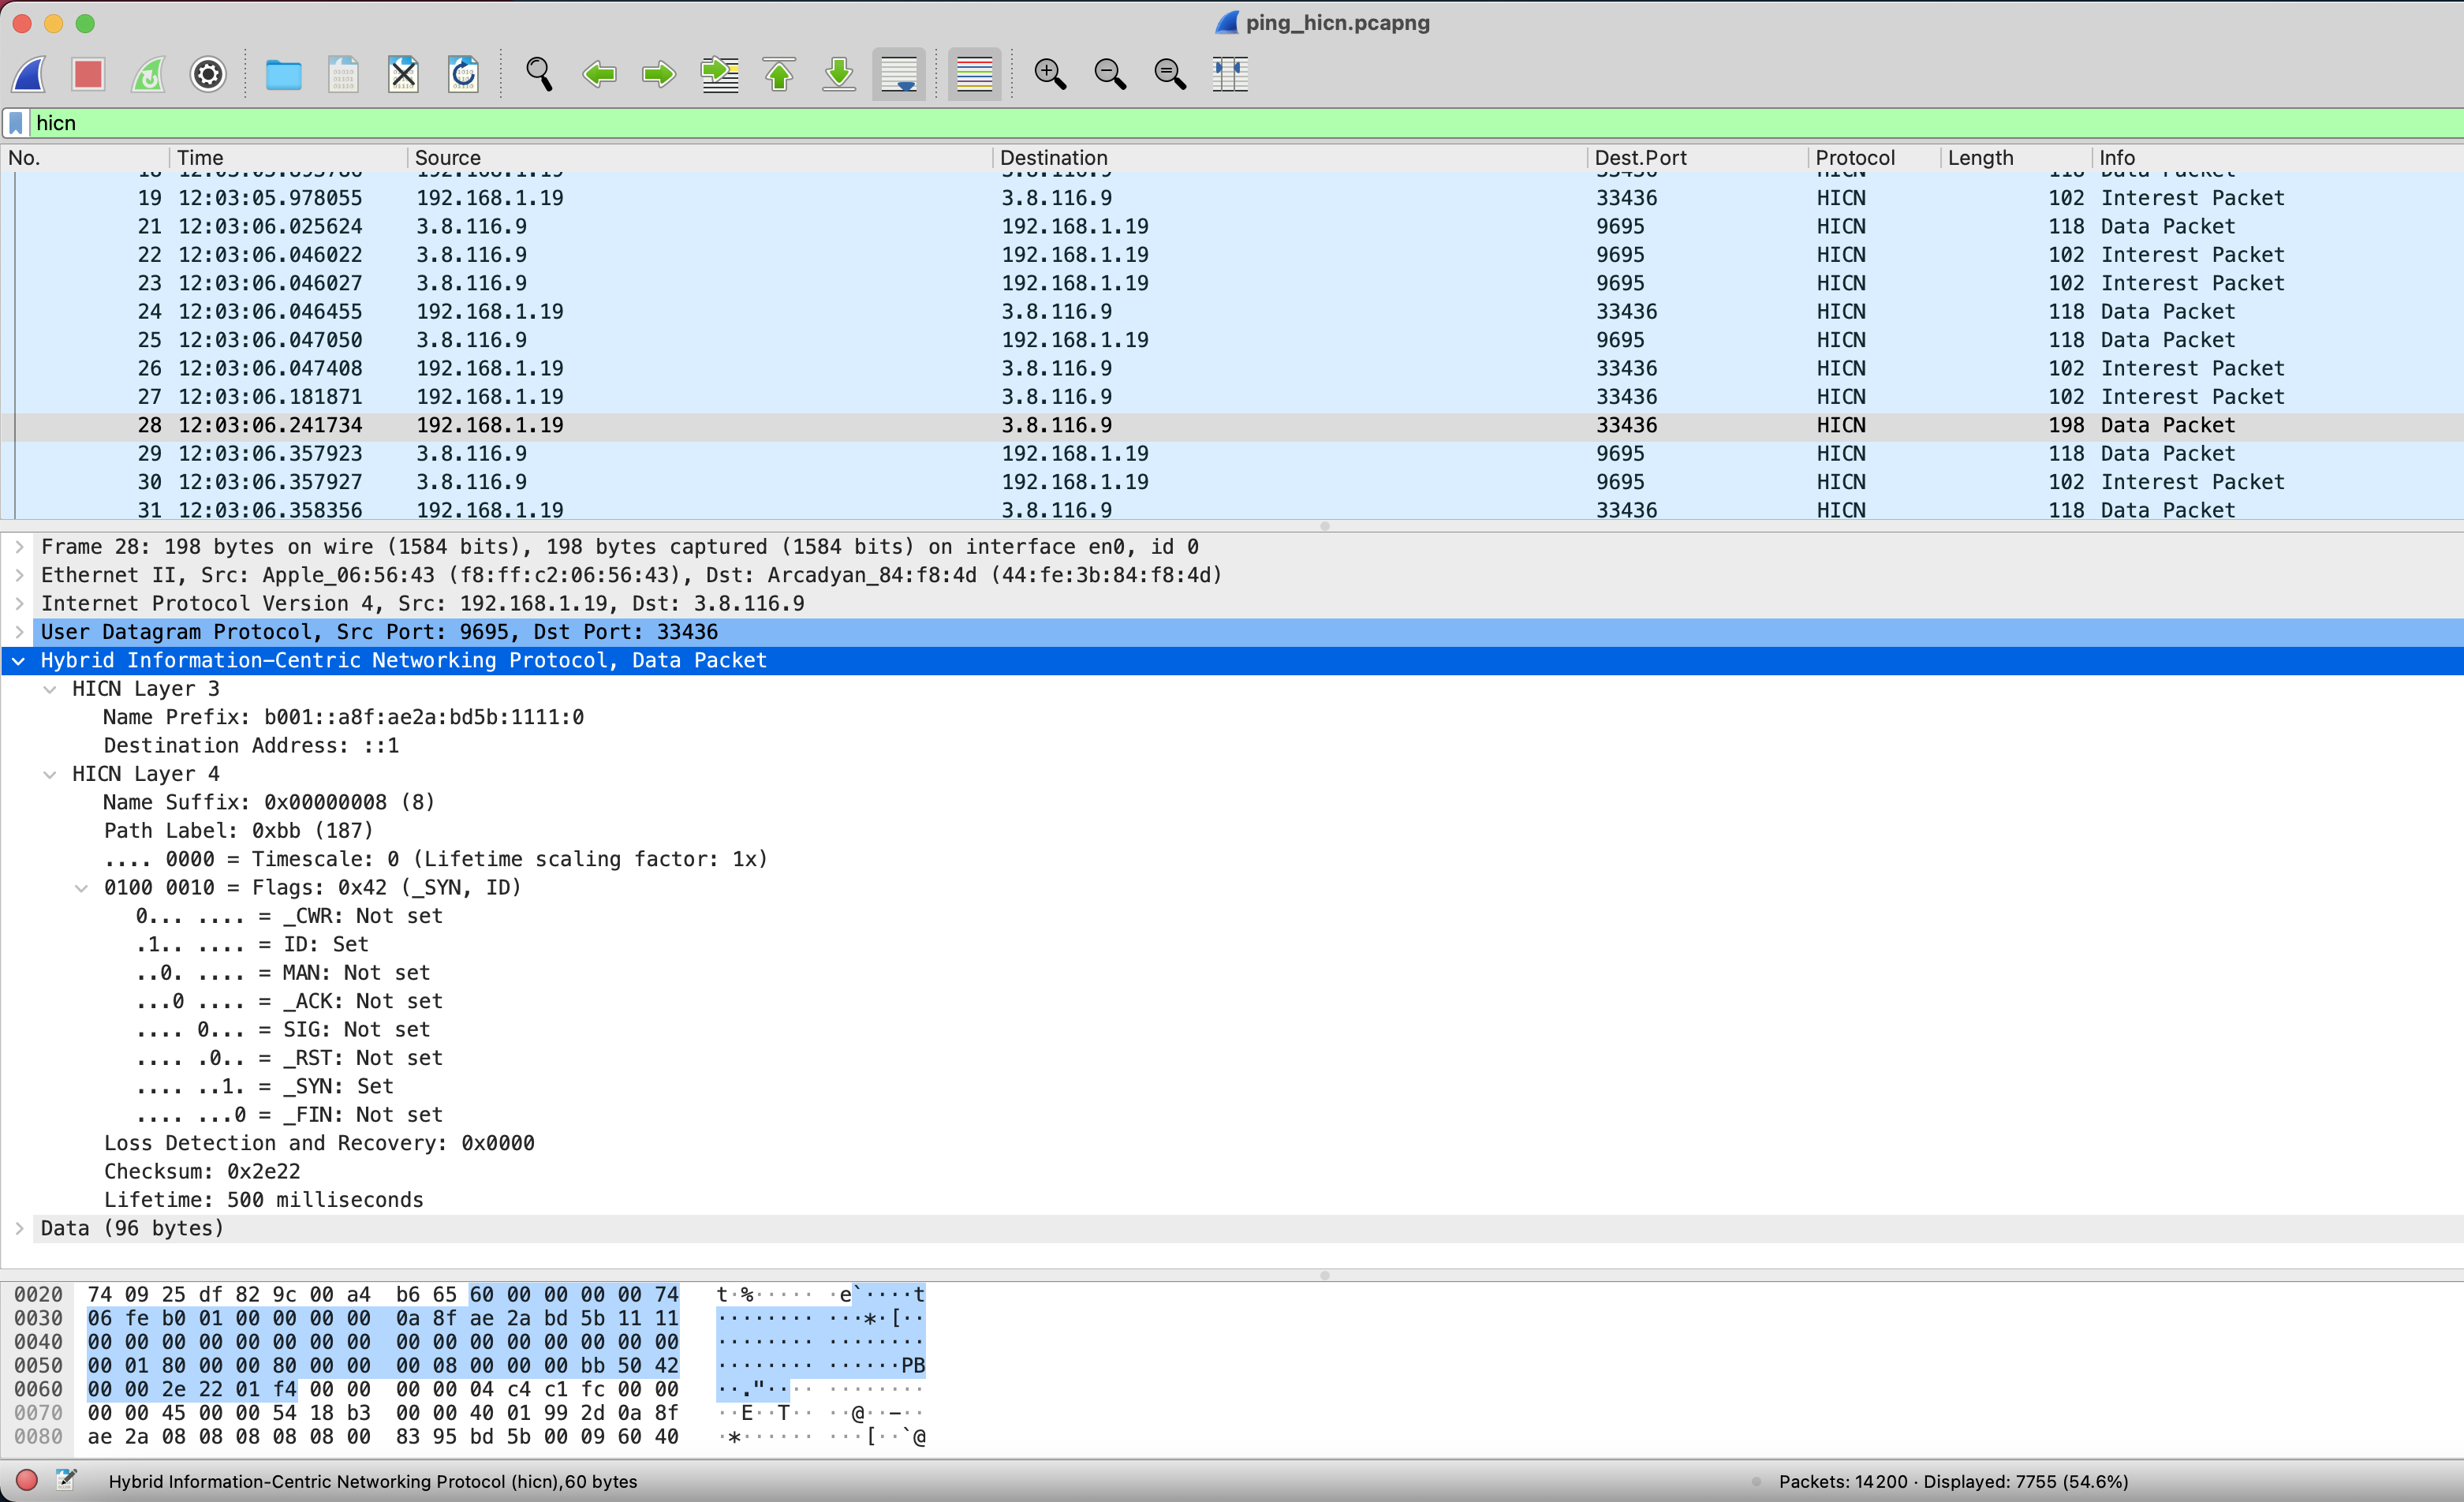 ping_hicn.pcapng
hicn
No. Time Source Destination Dest.Port Protocol Length Info
19 12:03:05.978055 192.168.1.19 3.8.116.9 33436 HICN 102 Interest Packet
21 12:03:06.025624 3.8.116.9 192.168.1.19 9695 HICN 118 Data Packet
22 12:03:06.046022 3.8.116.9 192.168.1.19 9695 HICN 102 Interest Packet
23 12:03:06.046027 3.8.116.9 192.168.1.19 9695 HICN 102 Interest Packet
24 12:03:06.046455 192.168.1.19 3.8.116.9 33436 HICN 118 Data Packet
25 12:03:06.047050 3.8.116.9 192.168.1.19 9695 HICN 118 Data Packet
26 12:03:06.047408 192.168.1.19 3.8.116.9 33436 HICN 102 Interest Packet
27 12:03:06.181871 192.168.1.19 3.8.116.9 33436 HICN 102 Interest Packet
28 12:03:06.241734 192.168.1.19 3.8.116.9 33436 HICN 198 Data Packet
29 12:03:06.357923 3.8.116.9 192.168.1.19 9695 HICN 118 Data Packet
30 12:03:06.357927 3.8.116.9 192.168.1.19 9695 HICN 102 Interest Packet
31 12:03:06.358356 192.168.1.19 3.8.116.9 33436 HICN 118 Data Packet
Frame 28: 198 bytes on wire (1584 bits), 198 bytes captured (1584 bits) on interface en0, id 0
Ethernet II, Src: Apple_06:56:43 (f8:ff:c2:06:56:43), Dst: Arcadyan_84:f8:4d (44:fe:3b:84:f8:4d)
Internet Protocol Version 4, Src: 192.168.1.19, Dst: 3.8.116.9
User Datagram Protocol, Src Port: 9695, Dst Port: 33436
Hybrid Information-Centric Networking Protocol, Data Packet
HICN Layer 3
Name Prefix: b001::a8f:ae2a:bd5b:1111:0
Destination Address: ::1
HICN Layer 4
Name Suffix: 0x00000008 (8)
Path Label: 0xbb (187)
.... 0000 = Timescale: 0 (Lifetime scaling factor: 1x)
0100 0010 = Flags: 0x42 (_SYN, ID)
0... .... = _CWR: Not set
.1.. .... = ID: Set
..0. .... = MAN: Not set
...0 .... = _ACK: Not set
.... 0... = SIG: Not set
.... .0.. = _RST: Not set
.... ..1. = _SYN: Set
.... ...0 = _FIN: Not set
Loss Detection and Recovery: 0x0000
Checksum: 0x2e22
Lifetime: 500 milliseconds
Data (96 bytes)
0020 74 09 25 df 82 9c 00 a4 b6 65 60 00 00 00 00 74 t·%····· ·e`····t
0030 06 fe b0 01 00 00 00 00 0a 8f ae 2a bd 5b 11 11 ········ ···*·[··
0040 00 00 00 00 00 00 00 00 00 00 00 00 00 00 00 00 ········ ········
0050 00 01 80 00 00 80 00 00 00 08 00 00 00 bb 50 42 ········ ······PB
0060 00 00 2e 22 01 f4 00 00 00 00 04 c4 c1 fc 00 00 ··."···· ········
0070 00 00 45 00 00 54 18 b3 00 00 40 01 99 2d 0a 8f ··E··T·· ··@··-··
0080 ae 2a 08 08 08 08 08 00 83 95 bd 5b 00 09 60 40 ·*······ ···[··`@
Hybrid Information-Centric Networking Protocol (hicn), 60 bytes Packets: 14200 · Displayed: 7755 (54.6%)